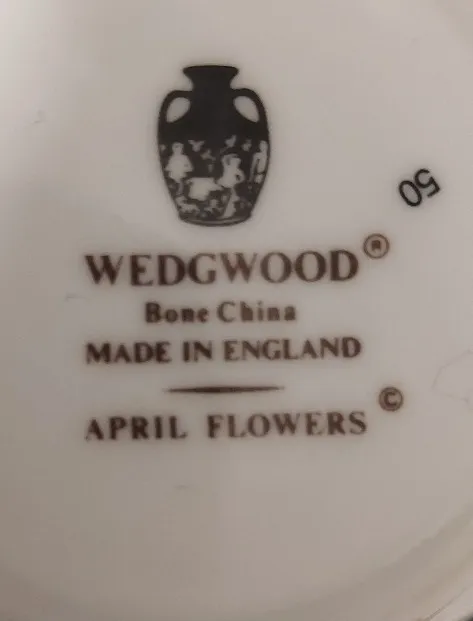 50
WEDGWOOD®
Bone China
MADE IN ENGLAND
APRIL FLOWERS©